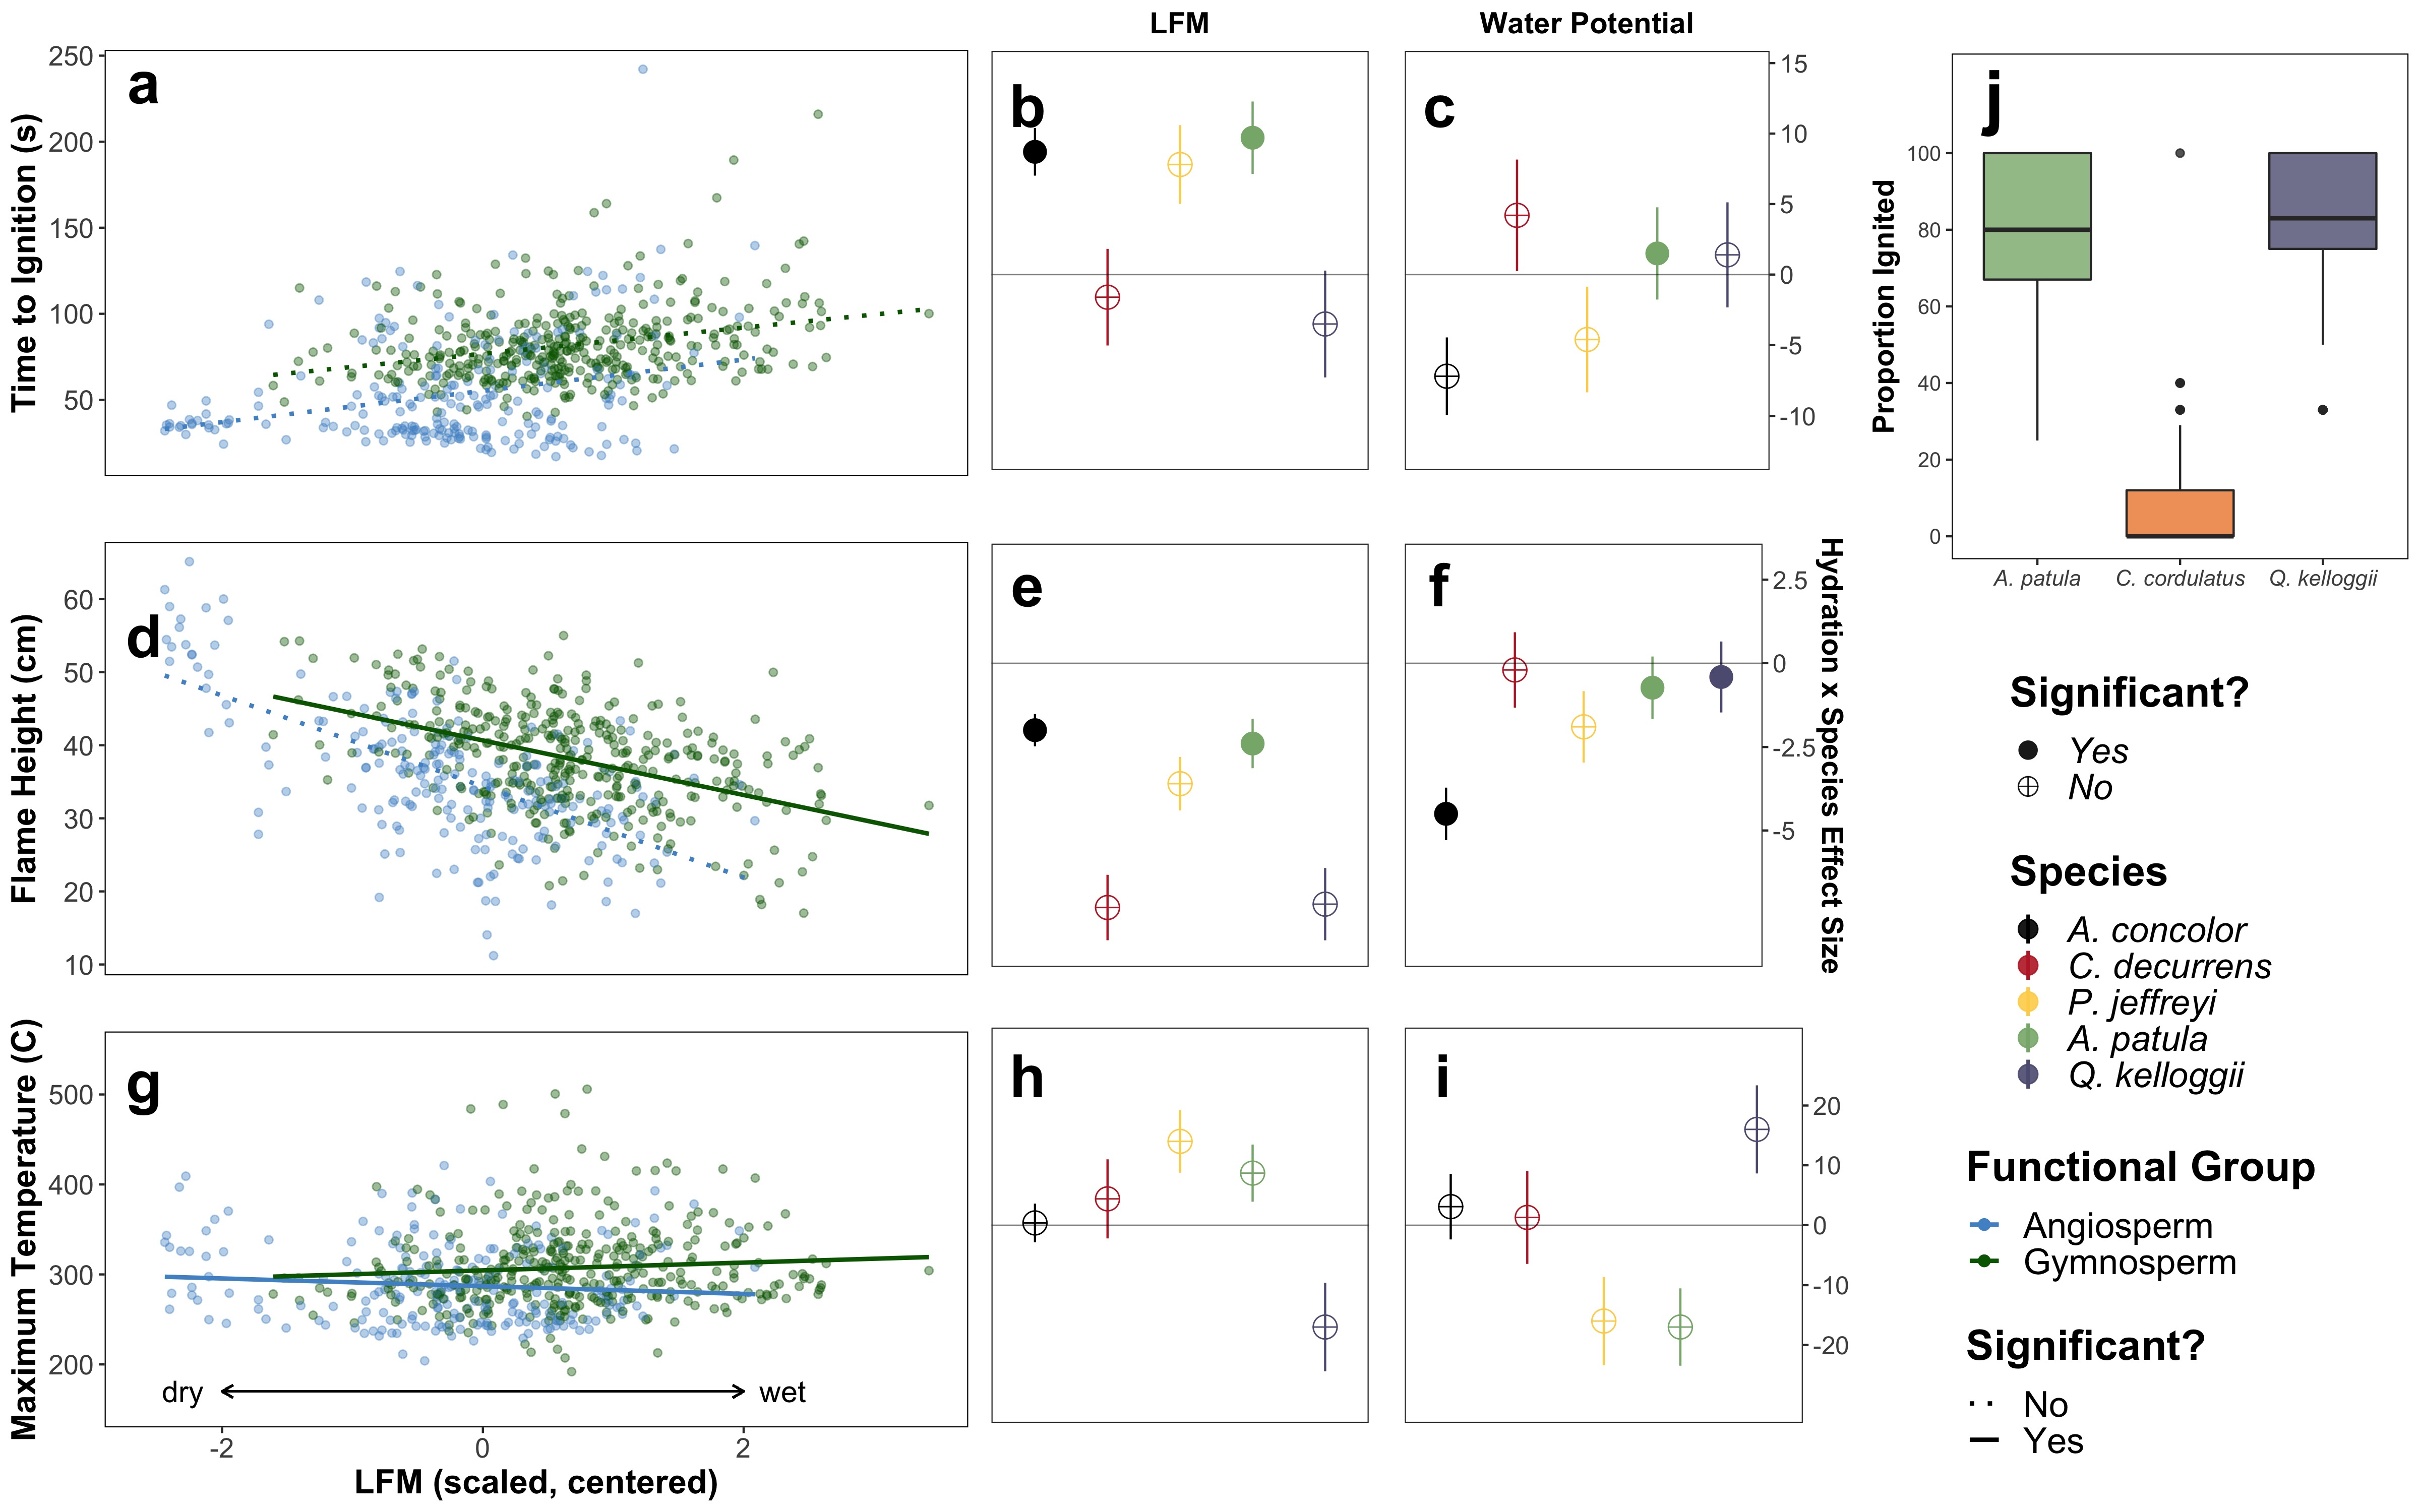 LFM
Water Potential
a
Time to Ignition (s)
250
200
150
100
50
b
c
15
10
5
0
-5
-10
j
Proportion Ignited
100
80
60
40
20
0
A. patula
C. cordulatus
Q. kelloggii
d
Flame Height (cm)
60
50
40
30
20
10
e
f
2.5
0
-2.5
-5
Hydration x Species Effect Size
g
Maximum Temperature (C)
500
400
300
200
dry
wet
-2
0
2
LFM (scaled, centered)
h
i
20
10
0
-10
-20
Significant?
Yes
No
Species
A. concolor
C. decurrens
P. jeffreyi
A. patula
Q. kelloggii
Functional Group
Angiosperm
Gymnosperm
Significant?
No
Yes